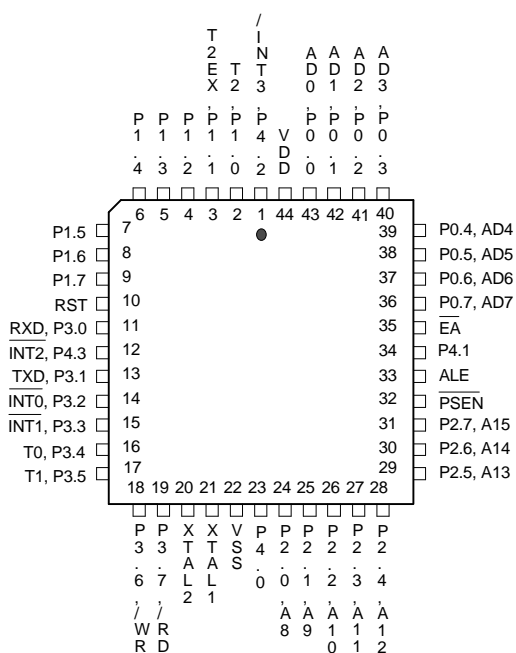 P1.4
P1.3
P1.2
T2EX,P1.1
T2,P1.0
/INT3,P4.2
VDD
AD0,P0.0
AD1,P0.1
AD2,P0.2
AD3,P0.3
6 5 4 3 2 1 44 43 42 41 40
P1.5 7
P1.6 8
P1.7 9
RST 10
RXD, P3.0 11
INT2, P4.3 12
TXD, P3.1 13
INT0, P3.2 14
INT1, P3.3 15
T0, P3.4 16
T1, P3.5 17
39 P0.4, AD4
38 P0.5, AD5
37 P0.6, AD6
36 P0.7, AD7
35 EA
34 P4.1
33 ALE
32 PSEN
31 P2.7, A15
30 P2.6, A14
29 P2.5, A13
18 19 20 21 22 23 24 25 26 27 28
P3.6,/WR
P3.7,/RD
XTAL2
XTAL1
VSS
P4.0
P2.0,A8
P2.1,A9
P2.2,A10
P2.3,A11
P2.4,A12